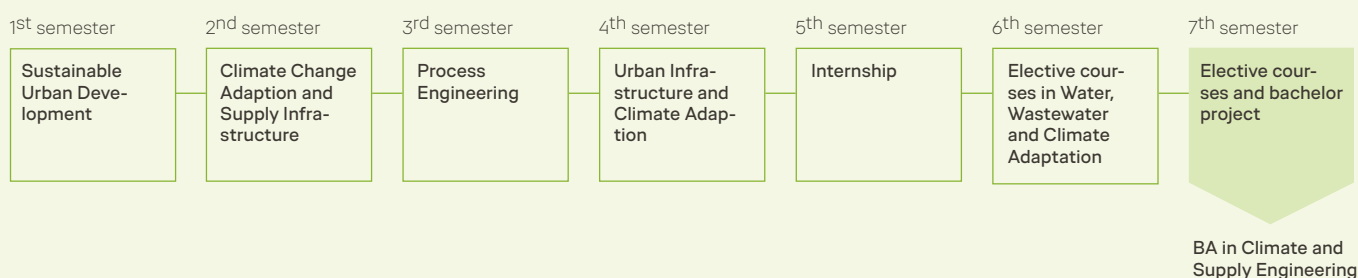 1st semester
Sustainable
Urban Deve-
lopment
2nd semester
Climate Change
Adaption and
Supply Infra-
structure
3rd semester
Process
Engineering
4th semester
Urban Infra-
structure and
Climate Adap-
tion
5th semester
Internship
6th semester
Elective cour-
ses in Water,
Wastewater
and Climate
Adaptation
7th semester
Elective cour-
ses and bachelor
project
BA in Climate and
Supply Engineering